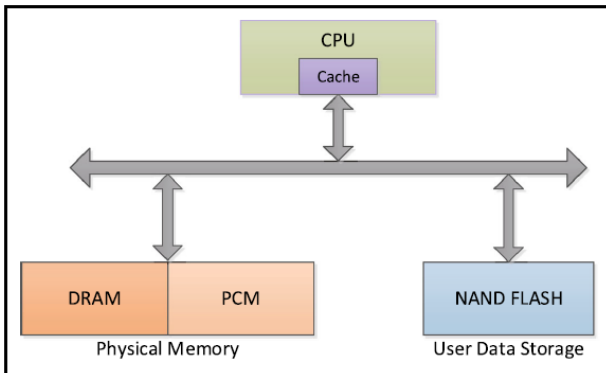 CPU
Cache
DRAM
PCM
NAND FLASH
Physical Memory
User Data Storage